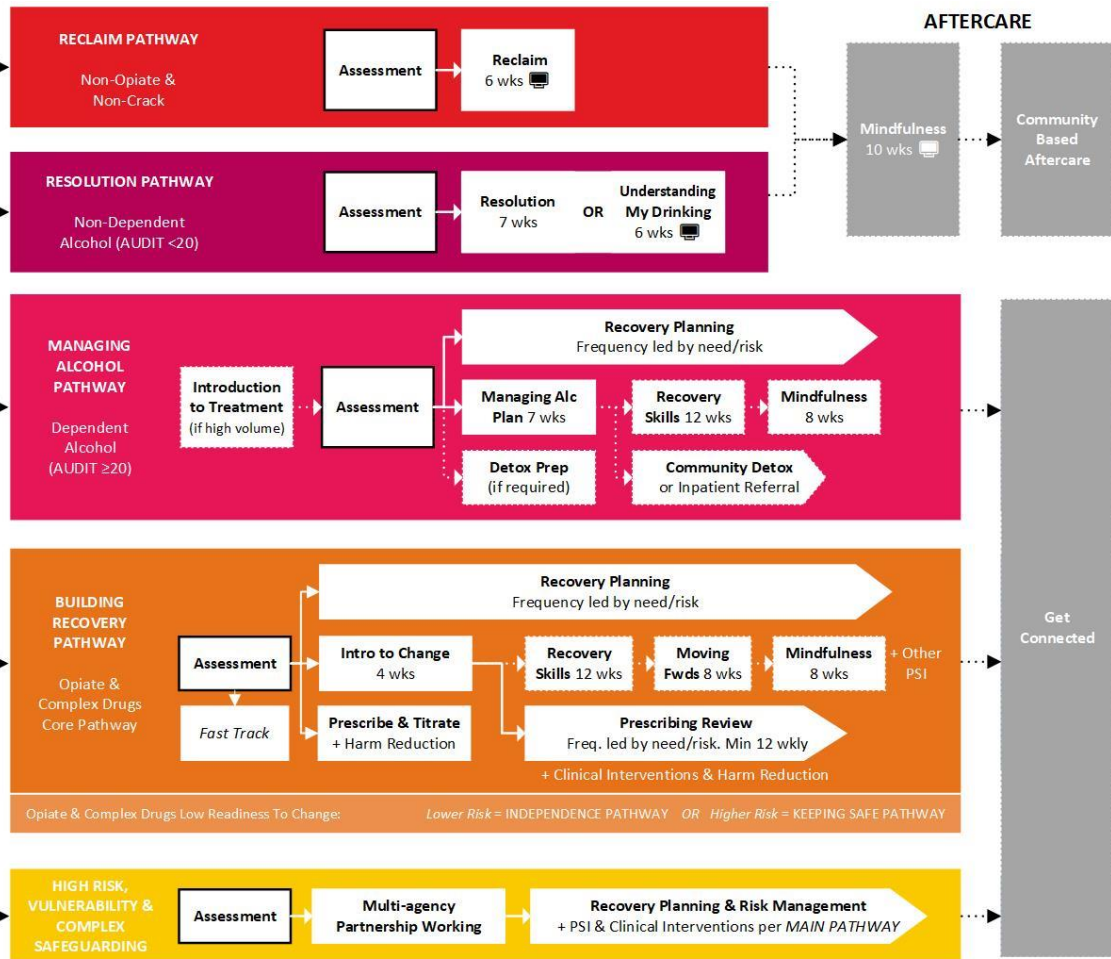 AFTERCARE
RECLAIM PATHWAY
Non-Opiate &
Non-Crack
Assessment
Reclaim
6 wks
Mindfulness
10 wks
Community
Based
Aftercare
RESOLUTION PATHWAY
Non-Dependent
Alcohol (AUDIT <20)
Assessment
Resolution
7 wks
OR
Understanding
My Drinking
6 wks
MANAGING
ALCOHOL
PATHWAY
Dependent
Alcohol
(AUDIT ≥20)
Introduction
to Treatment
(if high volume)
Assessment
Recovery Planning
Frequency led by need/risk
Managing Alc
Plan 7 wks
Recovery
Skills 12 wks
Mindfulness
8 wks
Detox Prep
(if required)
Community Detox
or Inpatient Referral
BUILDING
RECOVERY
PATHWAY
Opiate &
Complex Drugs
Core Pathway
Assessment
Fast Track
Recovery Planning
Frequency led by need/risk
Intro to Change
4 wks
Recovery
Skills 12 wks
Moving
Fwds 8 wks
Mindfulness
8 wks
+ Other
PSI
Prescribe & Titrate
+ Harm Reduction
Prescribing Review
Freq. led by need/risk. Min 12 wkly
+ Clinical Interventions & Harm Reduction
Opiate & Complex Drugs Low Readiness To Change: Lower Risk = INDEPENDENCE PATHWAY OR Higher Risk = KEEPING SAFE PATHWAY
Get
Connected
HIGH RISK,
VULNERABILITY &
COMPLEX
SAFEGUARDING
Assessment
Multi-agency
Partnership Working
Recovery Planning & Risk Management
+ PSI & Clinical Interventions per MAIN PATHWAY